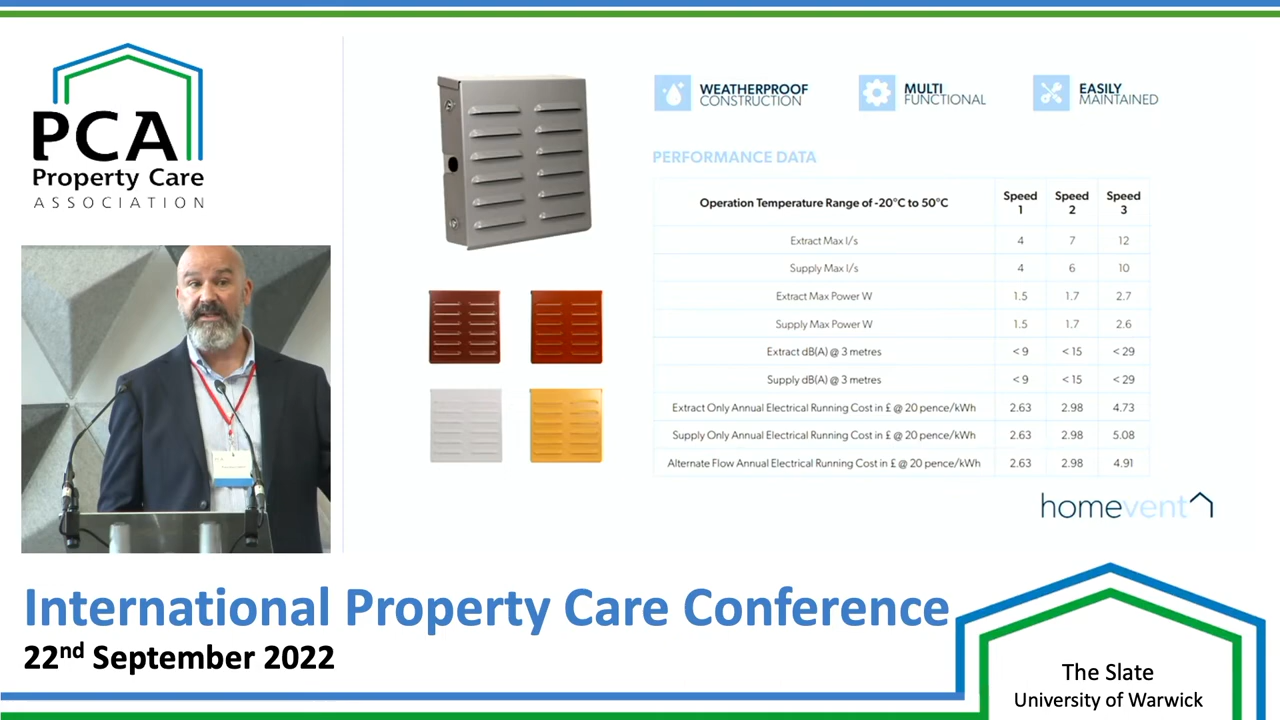 PCA
Property Care
ASSOCIATION
WEATHERPROOF
CONSTRUCTION
MULTI
FUNCTIONAL
EASILY
MAINTAINED
PERFORMANCE DATA
Operation Temperature Range of -20°C to 50°C Speed 1 Speed 2 Speed 3
Extract Max l/s 4 7 12
Supply Max l/s 4 6 10
Extract Max Power W 1.5 1.7 2.7
Supply Max Power W 1.5 1.7 2.6
Extract dB(A) @ 3 metres < 9 < 15 < 29
Supply dB(A) @ 3 metres < 9 < 15 < 29
Extract Only Annual Electrical Running Cost in £ @ 20 pence/kWh 2.63 2.98 4.73
Supply Only Annual Electrical Running Cost in £ @ 20 pence/kWh 2.63 2.98 5.08
Alternate Flow Annual Electrical Running Cost in £ @ 20 pence/kWh 2.63 2.98 4.91
homevent
International Property Care Conference
22nd September 2022
The Slate
University of Warwick